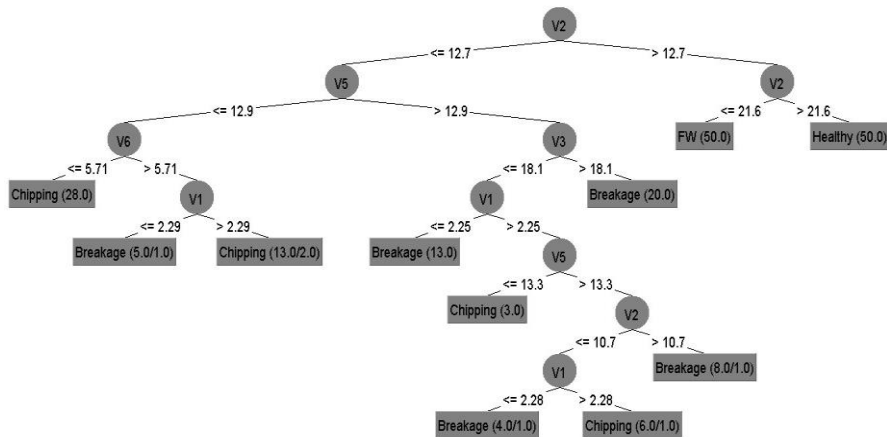 V2
<= 12.7 > 12.7
V5 V2
<= 12.9 > 12.9 <= 21.6 > 21.6
V6 V3 FW (50.0) Healthy (50.0)
<= 5.71 > 5.71 <= 18.1 > 18.1
Chipping (28.0) V1 V1 Breakage (20.0)
<= 2.29 > 2.29 <= 2.25 > 2.25
Breakage (5.0/1.0) Chipping (13.0/2.0) Breakage (13.0) V5
<= 13.3 > 13.3
Chipping (3.0) V2
<= 10.7 > 10.7
V1 Breakage (8.0/1.0)
<= 2.28 > 2.28
Breakage (4.0/1.0) Chipping (6.0/1.0)